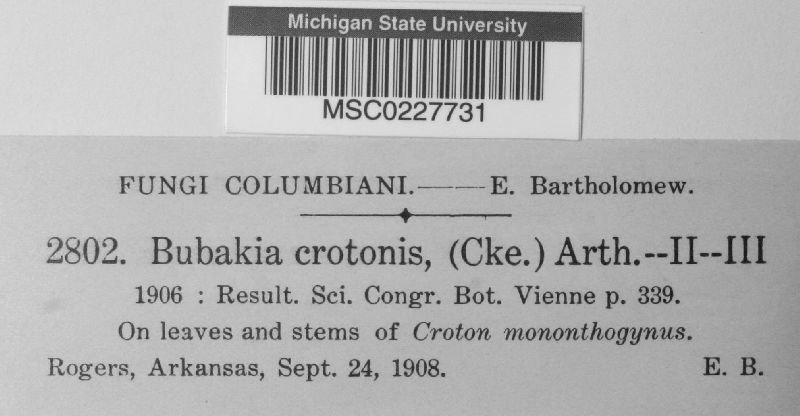 Michigan State University
MSC0227731
FUNGI COLUMBIANI.——E. Bartholomew.
2802. Bubakia crotonis, (Cke.) Arth.--II--III
1906 : Result. Sci. Congr. Bot. Vienne p. 339.
On leaves and stems of Croton mononthogynus.
Rogers, Arkansas, Sept. 24, 1908. E. B.